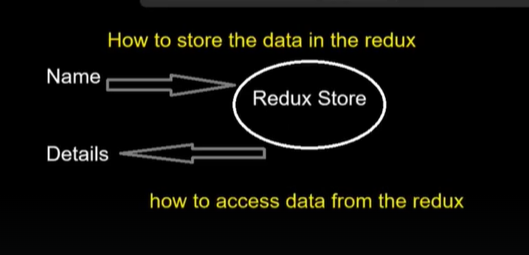 How to store the data in the redux
Name
Redux Store
Details
how to access data from the redux